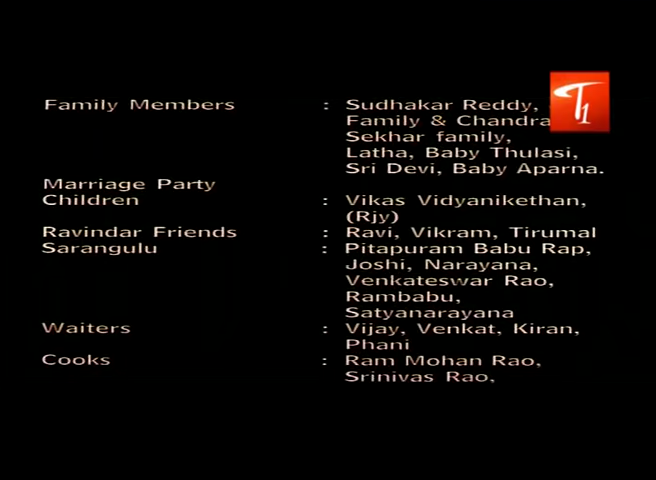 Family Members : Sudhakar Reddy,
Family & Chandra
Sekhar family,
Latha, Baby Thulasi,
Sri Devi, Baby Aparna.
Marriage Party
Children : Vikas Vidyanikethan,
(Rjy)
Ravindar Friends : Ravi, Vikram, Tirumal
Sarangulu : Pitapuram Babu Rap,
Joshi, Narayana,
Venkateswar Rao,
Rambabu,
Satyanarayana
Waiters : Vijay, Venkat, Kiran,
Phani
Cooks : Ram Mohan Rao,
Srinivas Rao,
T1